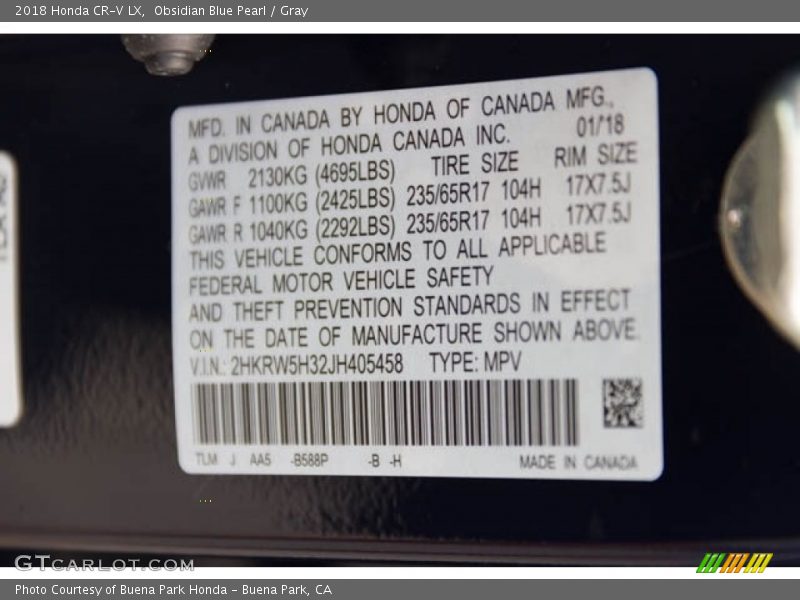 2018 Honda CR-V LX, Obsidian Blue Pearl / Gray
MFD. IN CANADA BY HONDA OF CANADA MFG.,
A DIVISION OF HONDA CANADA INC. 01/18
GVWR 2130KG (4695LBS) TIRE SIZE RIM SIZE
GAWR F 1100KG (2425LBS) 235/65R17 104H 17X7.5J
GAWR R 1040KG (2292LBS) 235/65R17 104H 17X7.5J
THIS VEHICLE CONFORMS TO ALL APPLICABLE
FEDERAL MOTOR VEHICLE SAFETY
AND THEFT PREVENTION STANDARDS IN EFFECT
ON THE DATE OF MANUFACTURE SHOWN ABOVE.
V.I.N.: 2HKRW5H32JH405458 TYPE: MPV
TLM J AA5 -B588P -B -H MADE IN CANADA
GTCARLOT.COM
Photo Courtesy of Buena Park Honda - Buena Park, CA